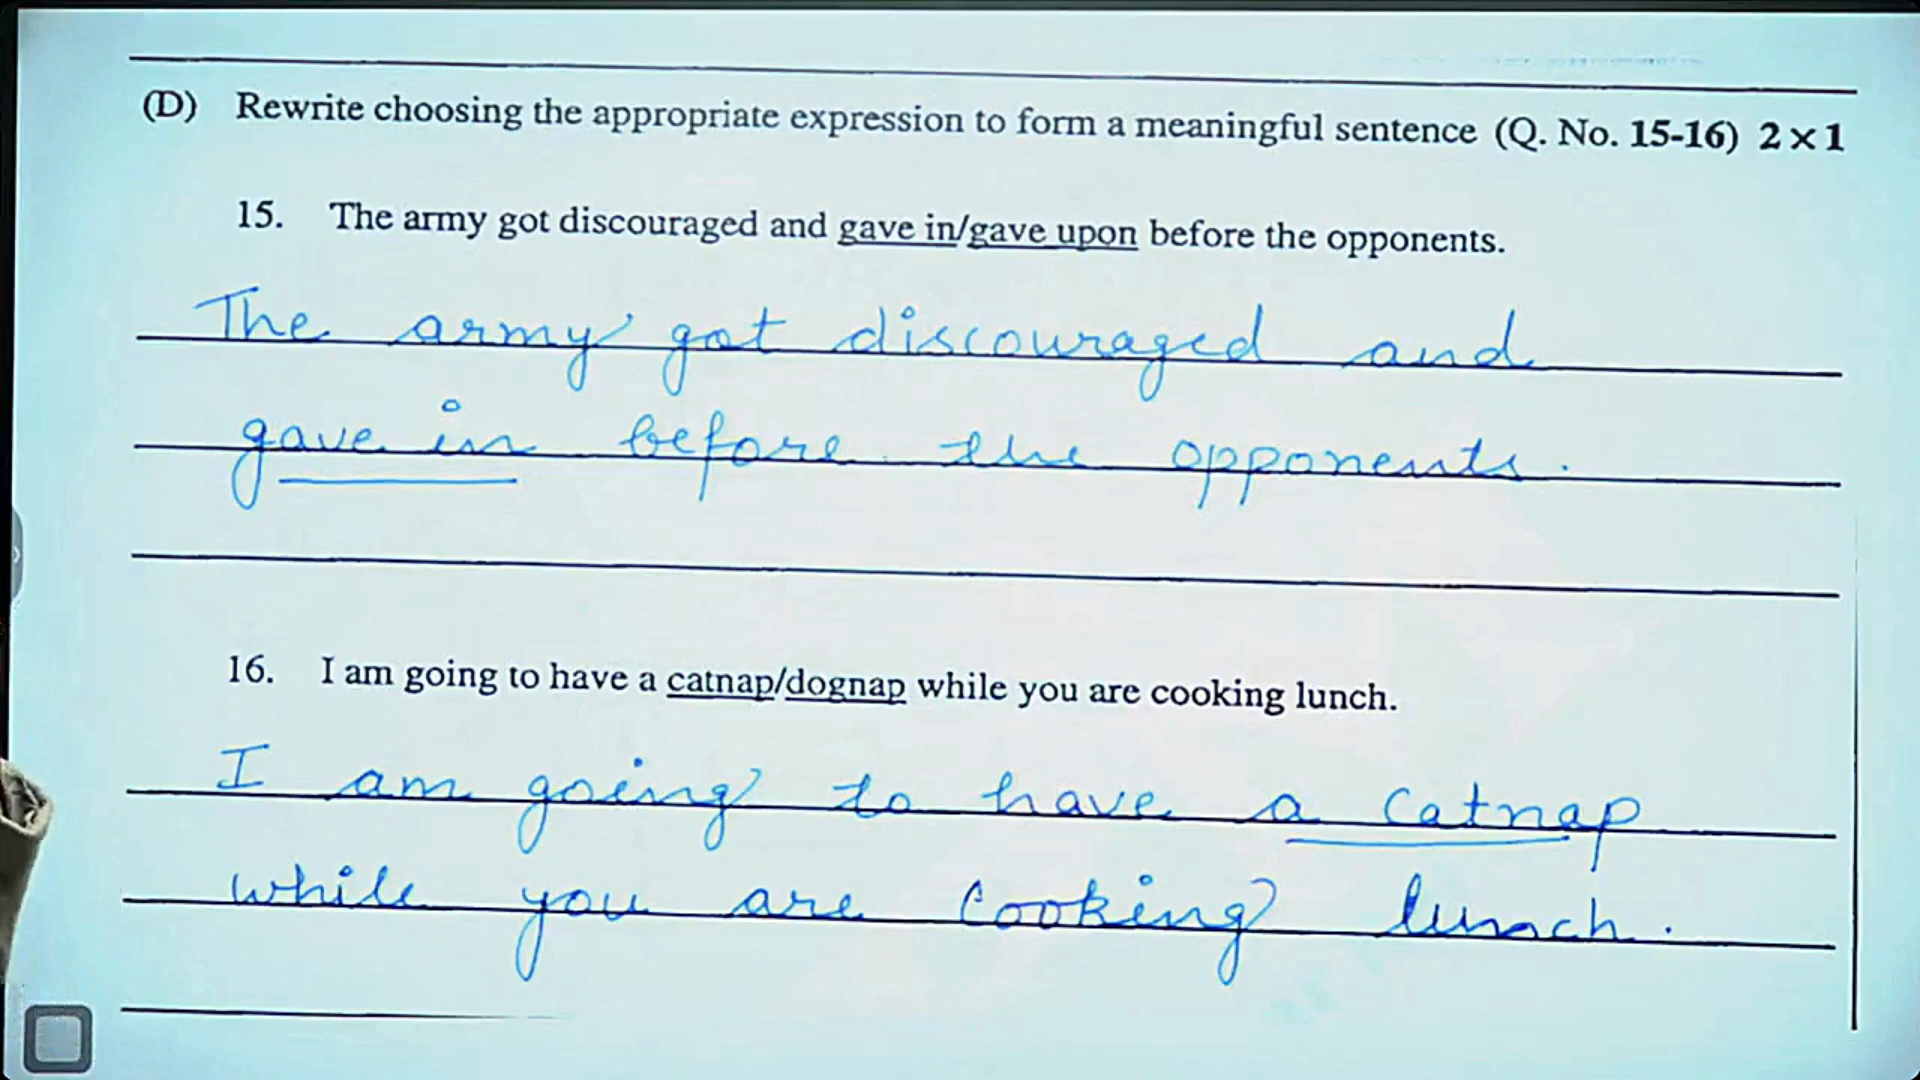 (D) Rewrite choosing the appropriate expression to form a meaningful sentence (Q. No. 15-16) 2 × 1
15. The army got discouraged and gave in/gave upon before the opponents.
The army got discouraged and
gave in before the opponents.
16. I am going to have a catnap/dognap while you are cooking lunch.
I am going to have a catnap
while you are cooking lunch.